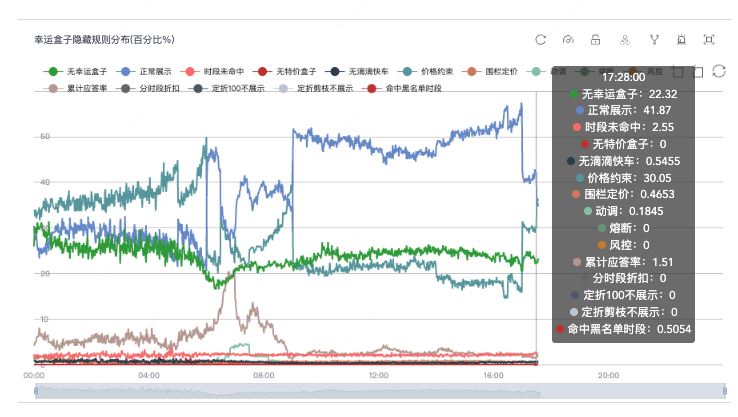 幸运盒子隐藏规则分布(百分比%)
无幸运盒子 正常展示 时段未命中 无特价盒子 无滴滴快车 价格约束 围栏定价 动调 熔断 风控
累计应答率 分时段折扣 定折100不展示 定折剪枝不展示 命中黑名单时段
17:28:00
无幸运盒子: 22.32
正常展示: 41.87
时段未命中: 2.55
无特价盒子: 0
无滴滴快车: 0.5455
价格约束: 30.05
围栏定价: 0.4653
动调: 0.1845
熔断: 0
风控: 0
累计应答率: 1.51
分时段折扣: 0
定折100不展示: 0
定折剪枝不展示: 0
命中黑名单时段: 0.5054
60
40
20
0
00:00 04:00 08:00 12:00 16:00 20:00